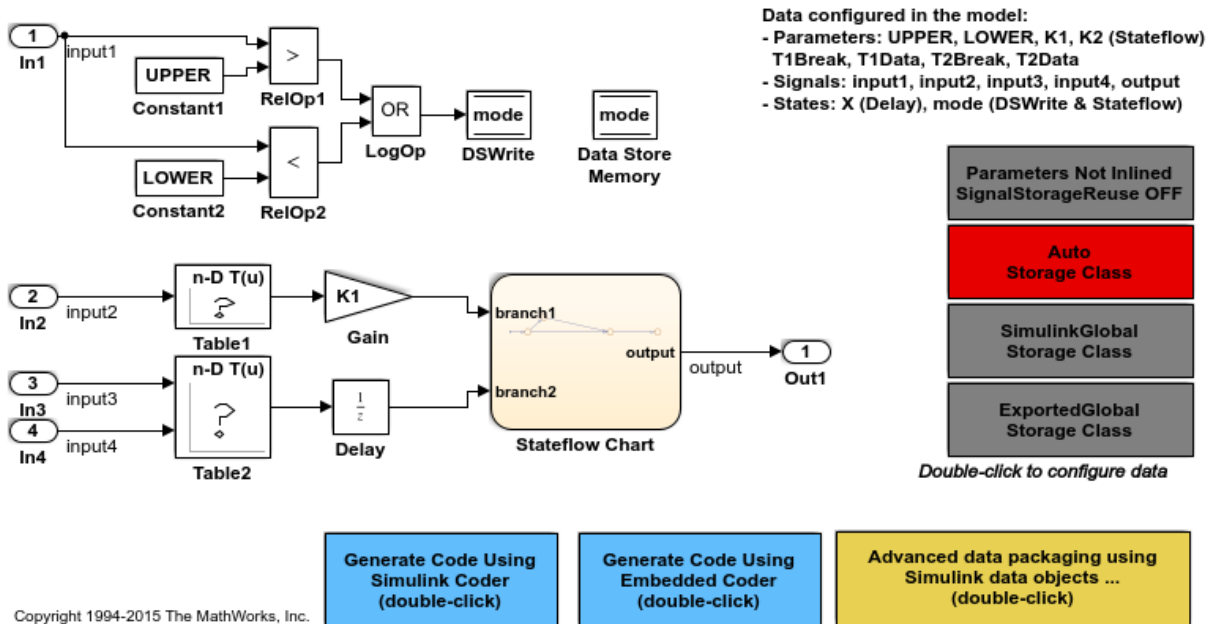 Data configured in the model:
- Parameters: UPPER, LOWER, K1, K2 (Stateflow)
T1Break, T1Data, T2Break, T2Data
- Signals: input1, input2, input3, input4, output
- States: X (Delay), mode (DSWrite & Stateflow)
1
input1
In1
UPPER
Constant1
>
RelOp1
OR
LogOp
mode
DSWrite
mode
Data Store
Memory
LOWER
Constant2
<
RelOp2
Parameters Not Inlined
SignalStorageReuse OFF
Auto
Storage Class
SimulinkGlobal
Storage Class
ExportedGlobal
Storage Class
Double-click to configure data
2
input2
In2
n-D T(u)
?
Table1
K1
Gain
branch1
output
branch2
Stateflow Chart
output
1
Out1
3
input3
In3
4
input4
In4
n-D T(u)
?
Table2
1
z
Delay
Generate Code Using
Simulink Coder
(double-click)
Generate Code Using
Embedded Coder
(double-click)
Advanced data packaging using
Simulink data objects ...
(double-click)
Copyright 1994-2015 The MathWorks, Inc.